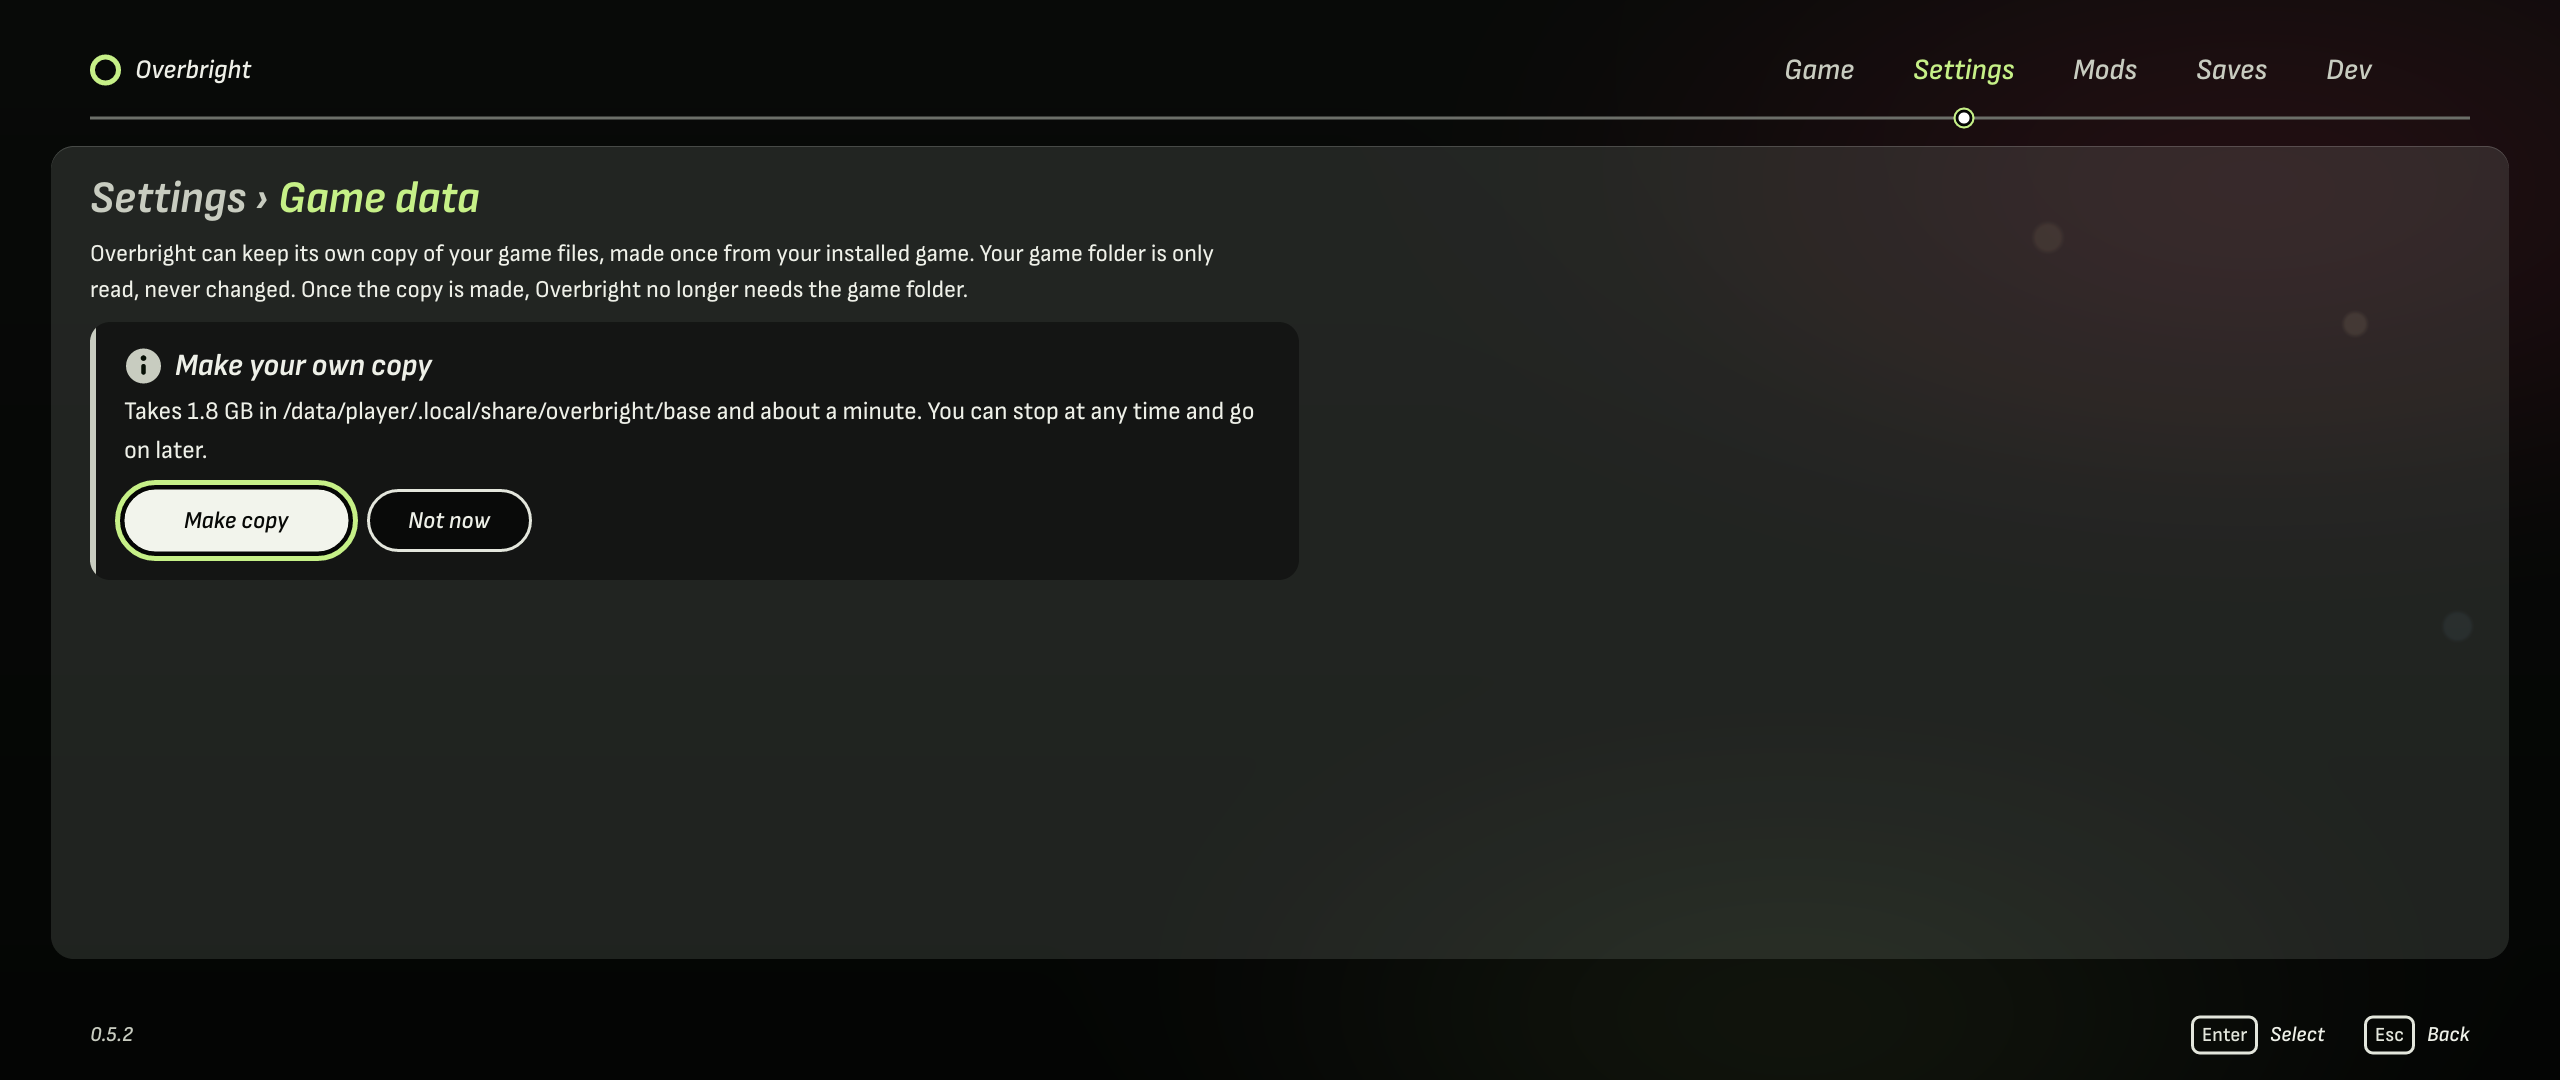 Overbright
Game Settings Mods Saves Dev
Settings › Game data
Overbright can keep its own copy of your game files, made once from your installed game. Your game folder is only
read, never changed. Once the copy is made, Overbright no longer needs the game folder.
Make your own copy
Takes 1.8 GB in /data/player/.local/share/overbright/base and about a minute. You can stop at any time and go
on later.
Make copy Not now
0.5.2
Enter Select Esc Back